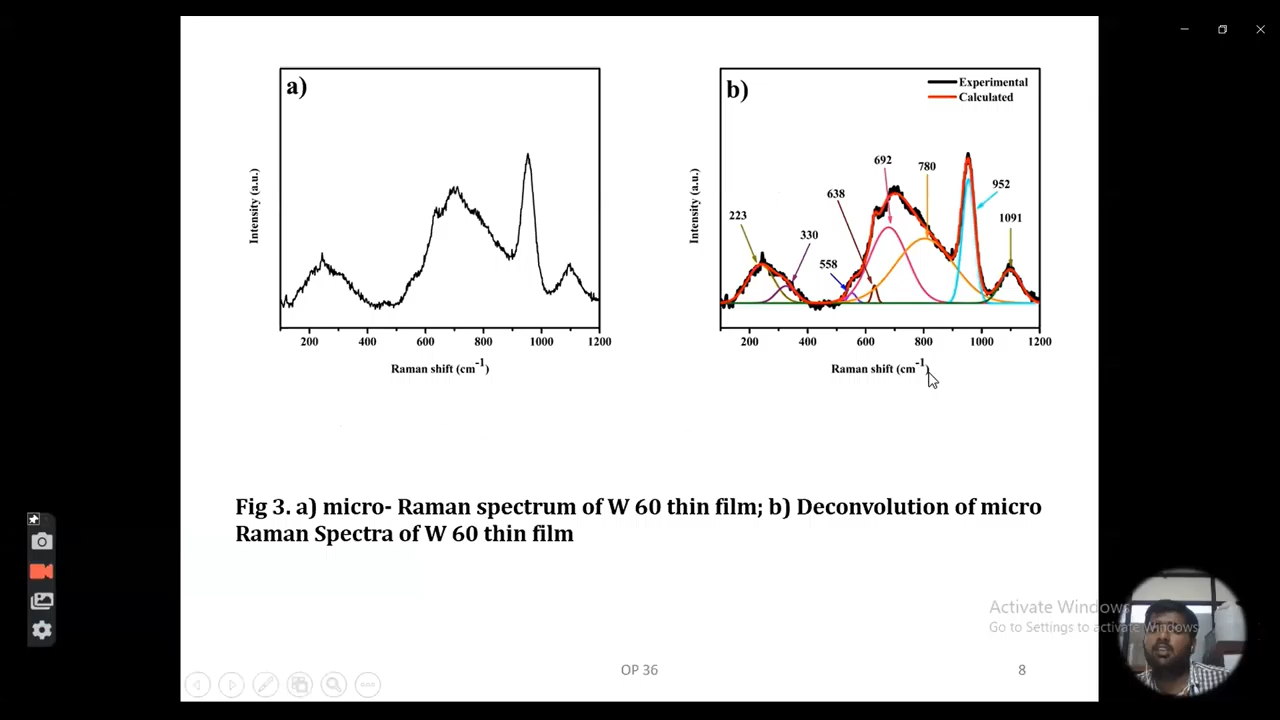 a)
Intensity (a.u.)
200 400 600 800 1000 1200
Raman shift (cm-1)
b)
Experimental
Calculated
692
780
638
952
223
1091
330
558
Intensity (a.u.)
200 400 600 800 1000 1200
Raman shift (cm-1)
Fig 3. a) micro- Raman spectrum of W 60 thin film; b) Deconvolution of micro
Raman Spectra of W 60 thin film
Activate Windows
Go to Settings to activate Windows.
OP 36
8